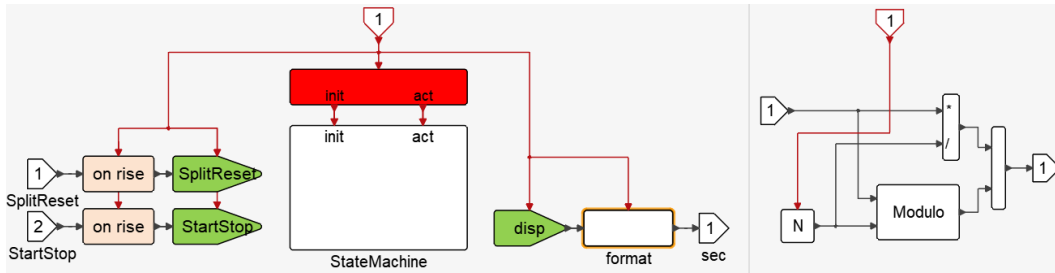 1
init act
init act
1 on rise SplitReset
SplitReset
2 on rise StartStop
StartStop
StateMachine
disp
format
1
sec
1
1
*
/
N
Modulo
1